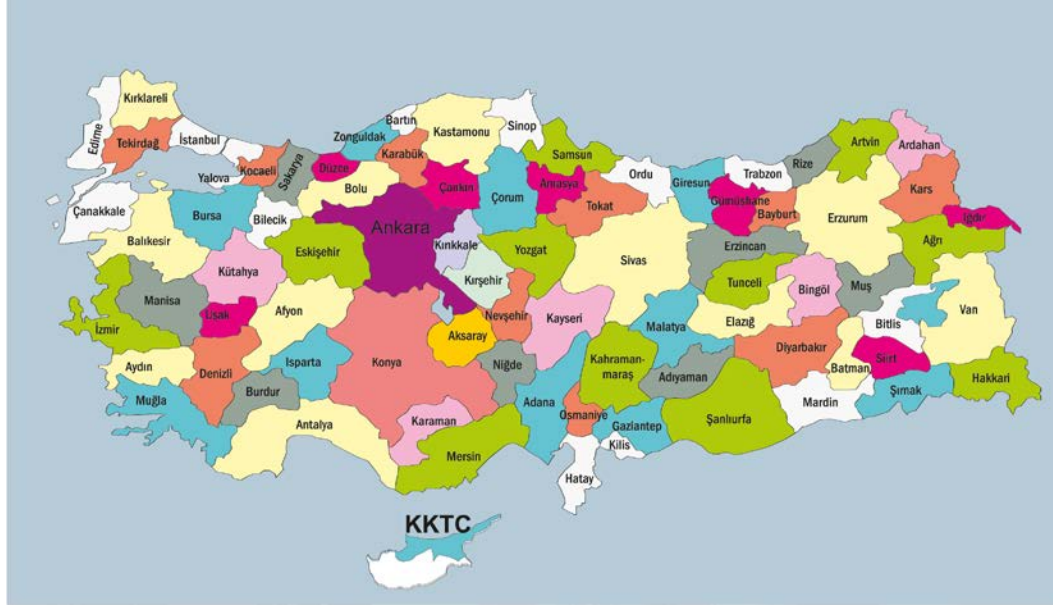 Kırklareli
Edirne
Tekirdağ
İstanbul
Yalova
Kocaeli
Sakarya
Düzce
Zonguldak
Bartın
Karabük
Kastamonu
Sinop
Samsun
Bolu
Çankırı
Çorum
Amasya
Tokat
Ordu
Giresun
Trabzon
Gümüşhane
Bayburt
Rize
Artvin
Ardahan
Kars
Iğdır
Erzurum
Ağrı
Çanakkale
Bursa
Bilecik
Balıkesir
Eskişehir
Ankara
Kırıkkale
Kırşehir
Yozgat
Sivas
Erzincan
Tunceli
Bingöl
Muş
Kütahya
Manisa
Uşak
İzmir
Afyon
Konya
Aksaray
Nevşehir
Kayseri
Malatya
Elazığ
Diyarbakır
Bitlis
Van
Batman
Siirt
Şırnak
Hakkari
Aydın
Denizli
Isparta
Burdur
Muğla
Antalya
Karaman
Niğde
Adana
Mersin
Kahraman-
maraş
Adıyaman
Osmaniye
Gaziantep
Kilis
Hatay
Şanlıurfa
Mardin
KKTC